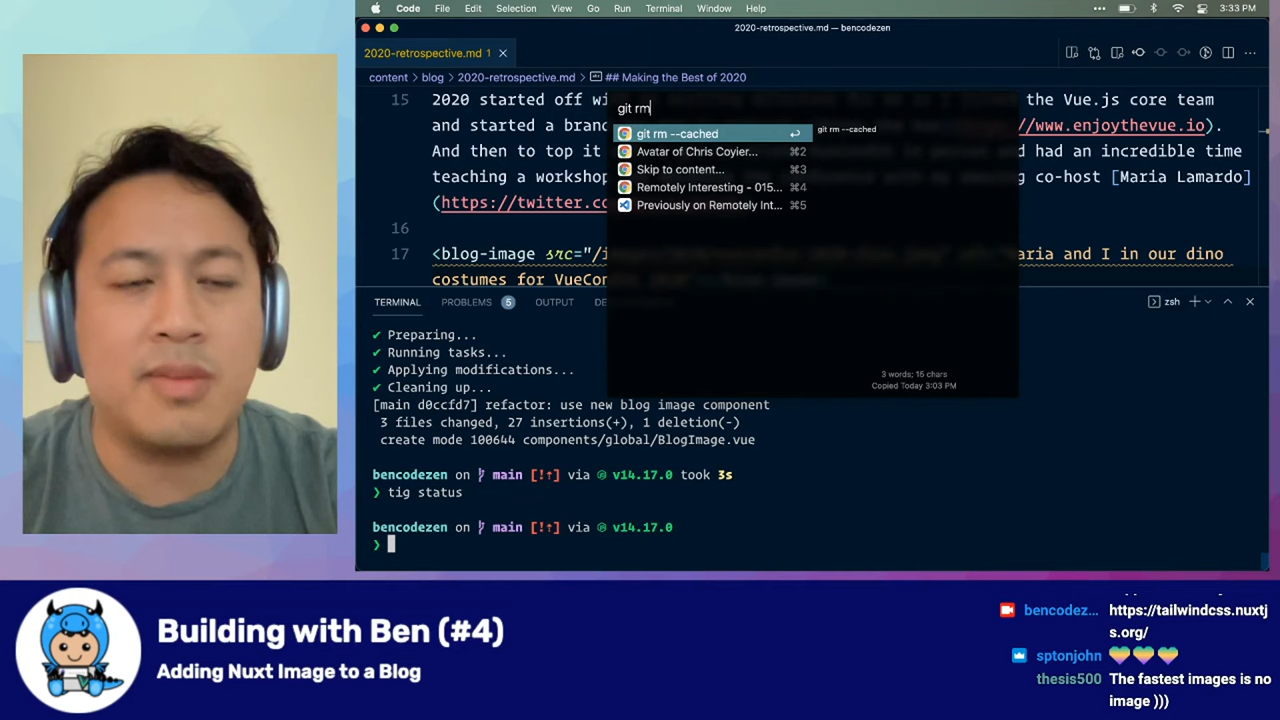 Code File Edit Selection View Go Run Terminal Window Help ••• 3:33 PM
2020-retrospective.md — bencodezen
2020-retrospective.md 1
content > blog > 2020-retrospective.md > ## Making the Best of 2020
15 2020 started off wi the Vue.js core team
and started a bran //www.enjoythevue.io).
And then to top it and had an incredible time
teaching a workshop co-host [Maria Lamardo]
(https://twitter.co
16
17 <blog-image src="/ aria and I in our dino
costumes for VueCon
git rm
git rm --cached
Avatar of Chris Coyier... ⌘2
Skip to content... ⌘3
Remotely Interesting - 015... ⌘4
Previously on Remotely Int... ⌘5
git rm --cached
3 words; 15 chars
Copied Today 3:03 PM
TERMINAL PROBLEMS 5 OUTPUT DE zsh
✔ Preparing...
✔ Running tasks...
✔ Applying modifications...
✔ Cleaning up...
[main d0ccfd7] refactor: use new blog image component
3 files changed, 27 insertions(+), 1 deletion(-)
create mode 100644 components/global/BlogImage.vue
bencodezen on main [!⇡] via v14.17.0 took 3s
❯ tig status
bencodezen on main [!⇡] via v14.17.0
❯
Building with Ben (#4)
Adding Nuxt Image to a Blog
bencodez... https://tailwindcss.nuxtj
s.org/
sptonjohn
thesis500 The fastest images is no
image )))